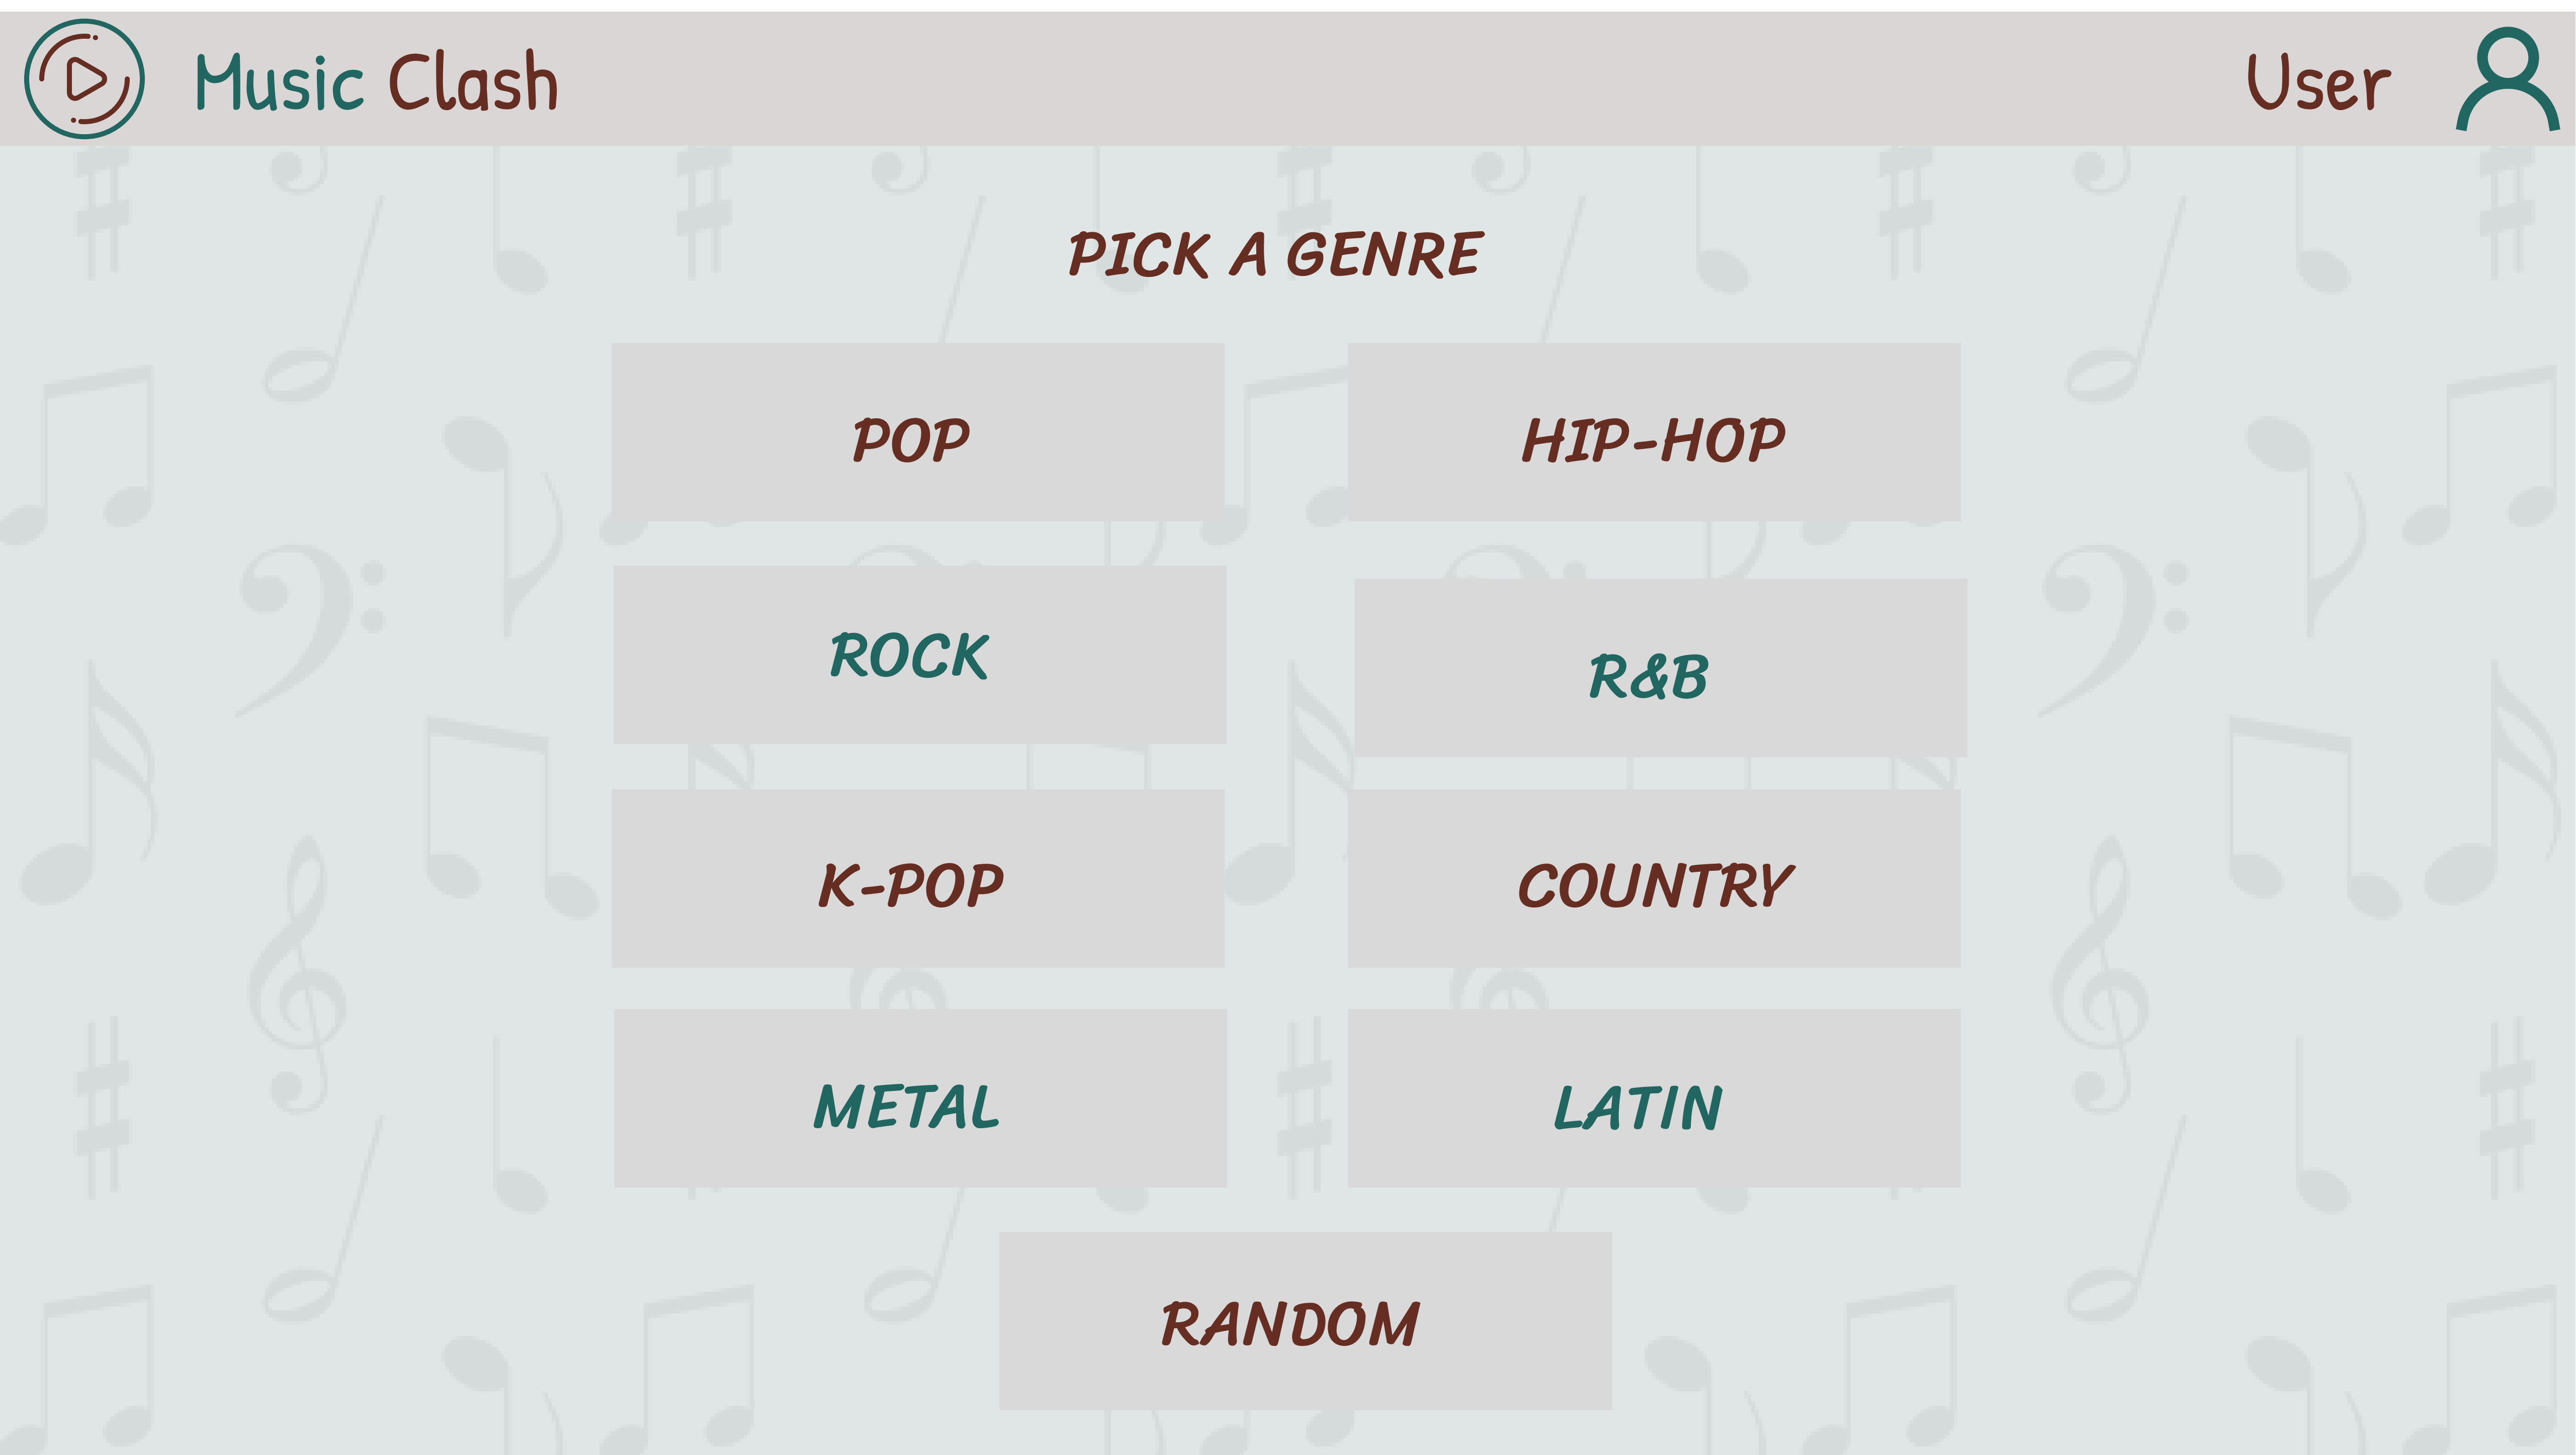 Music Clash
User
PICK A GENRE
POP
HIP-HOP
ROCK
R&B
K-POP
COUNTRY
METAL
LATIN
RANDOM